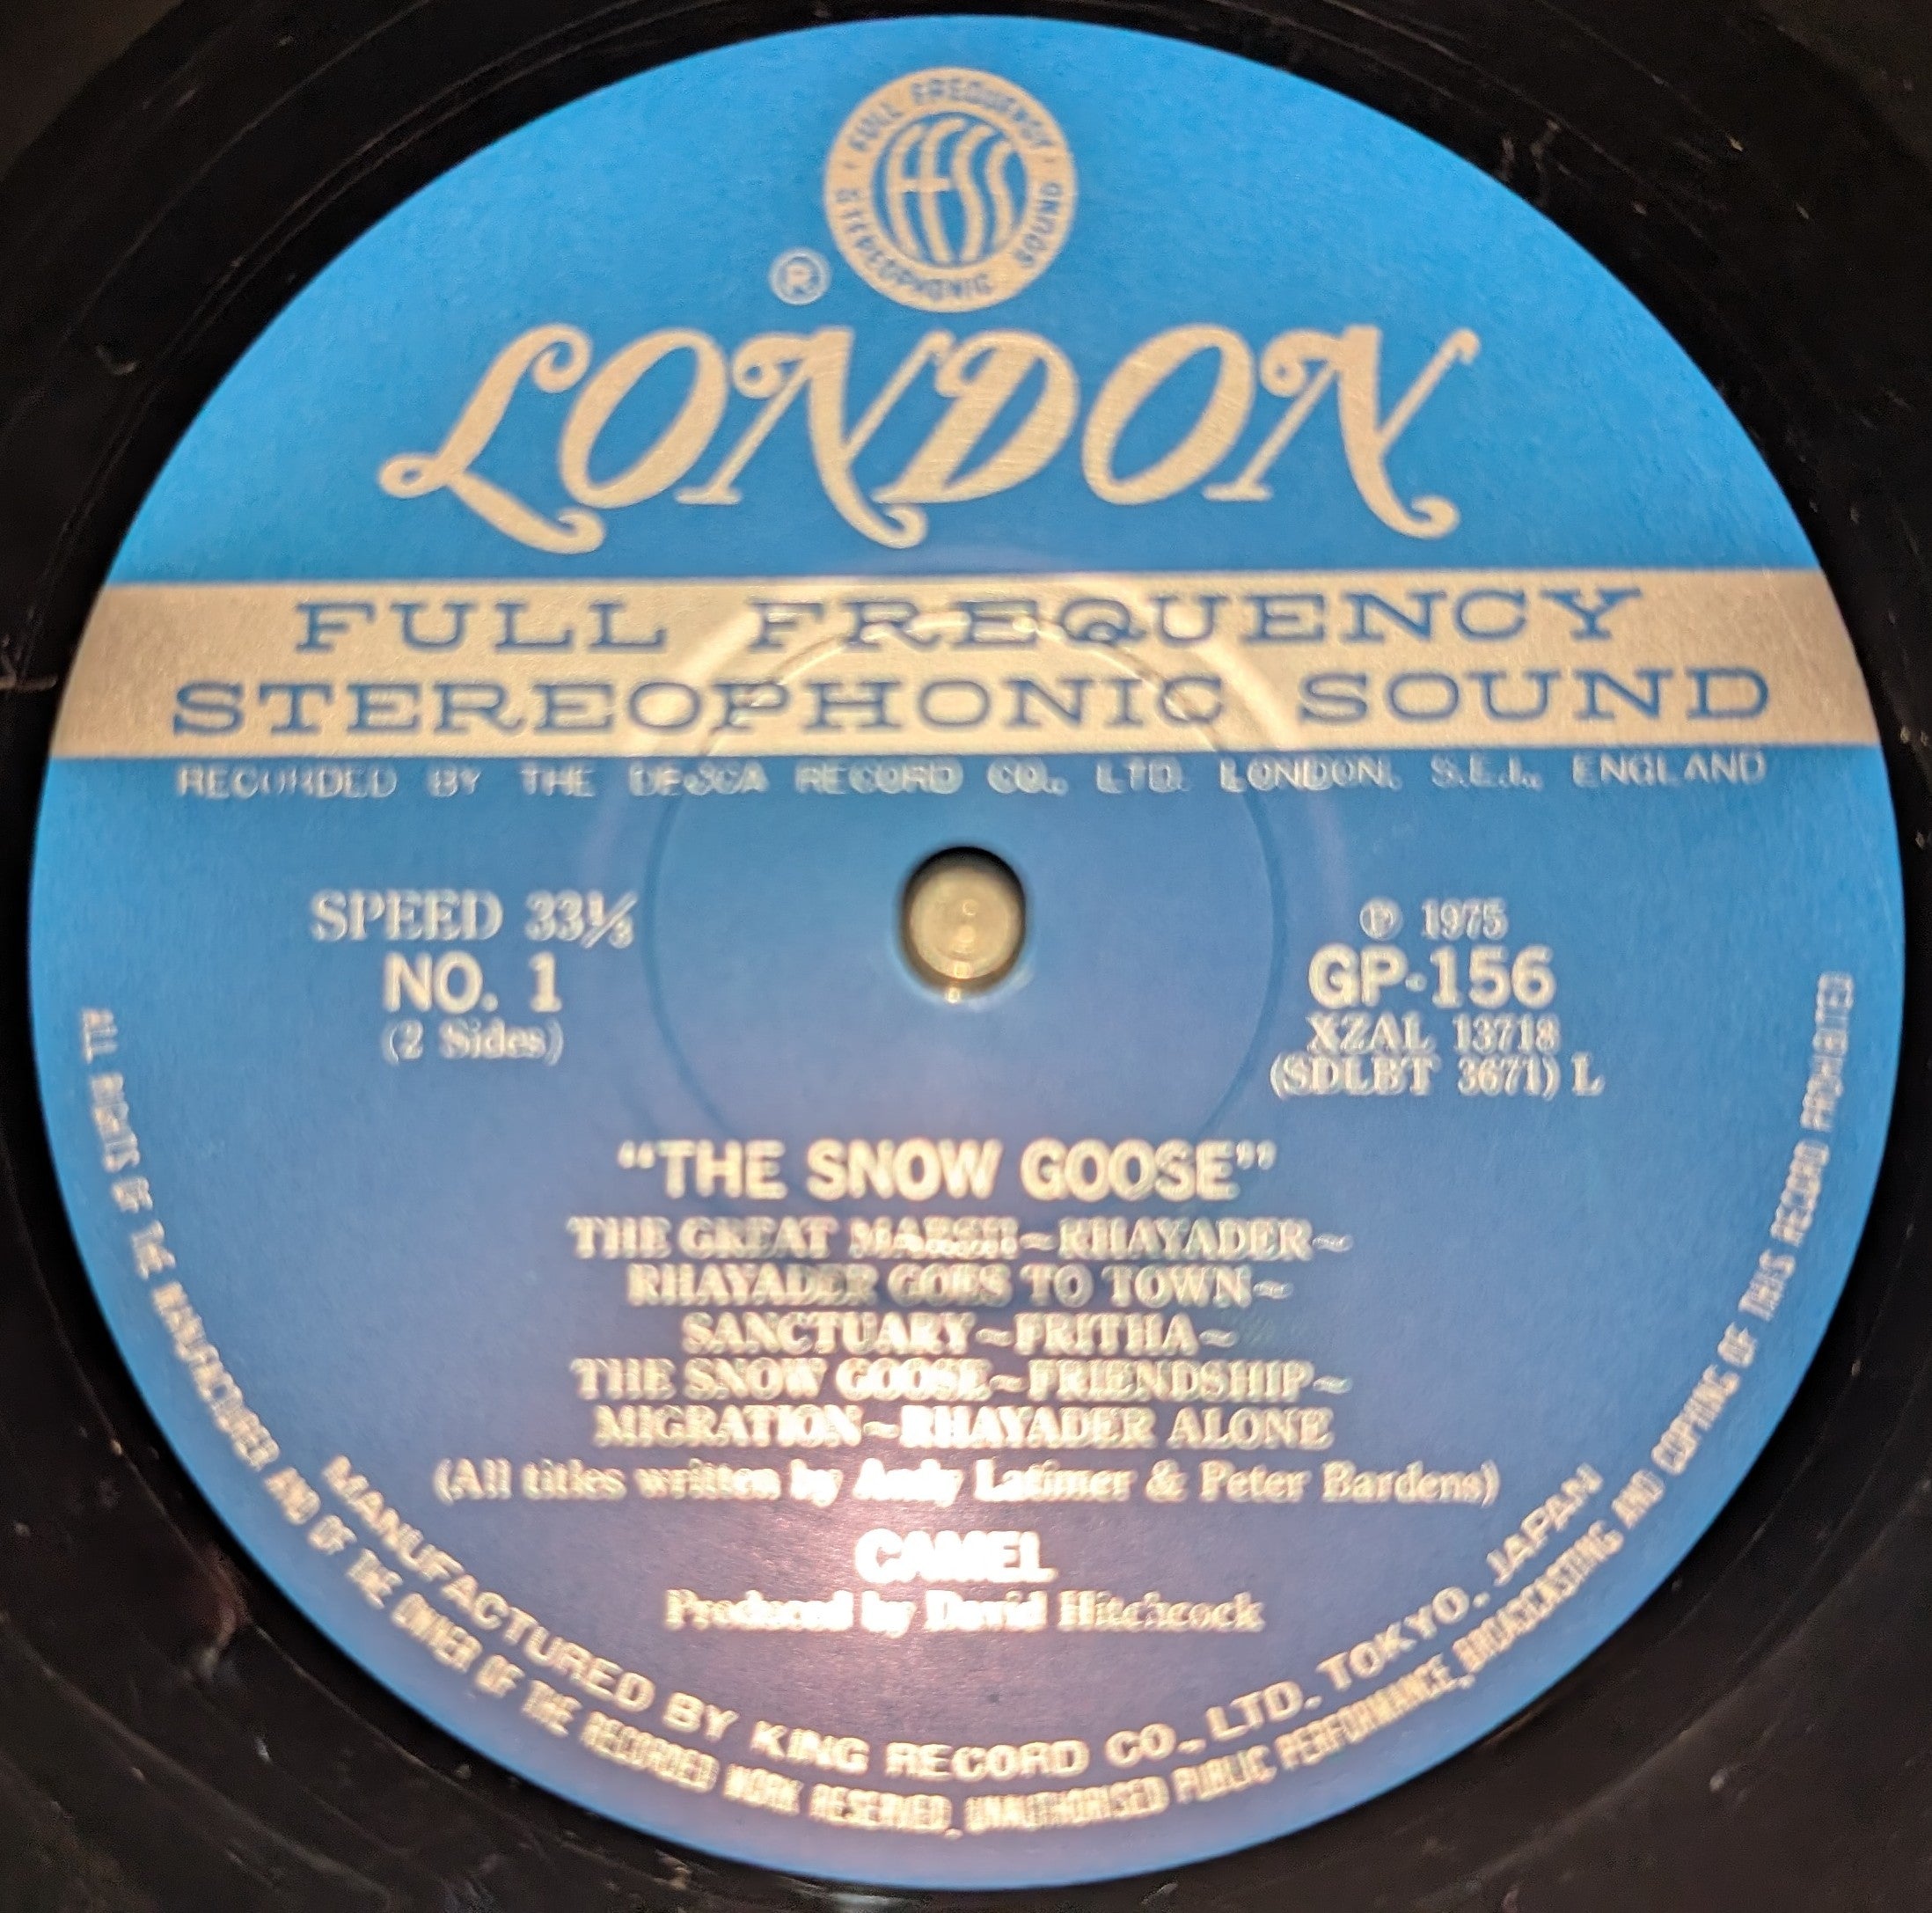 FULL FREQUENCY
ffss
STEREOPHONIC SOUND
®
LONDON
FULL FREQUENCY
STEREOPHONIC SOUND
RECORDED BY THE DECCA RECORD CO., LTD. LONDON, S.E.I., ENGLAND
SPEED 33⅓
NO. 1
(2 Sides)
℗ 1975
GP-156
XZAL 13718
(SDLBT 3671) L
“THE SNOW GOOSE”
THE GREAT MARSH~RHAYADER~
RHAYADER GOES TO TOWN~
SANCTUARY~FRITHA~
THE SNOW GOOSE~FRIENDSHIP~
MIGRATION~RHAYADER ALONE
(All titles written by Andy Latimer & Peter Bardens)
CAMEL
Produced by David Hitchcock
MANUFACTURED BY KING RECORD CO., LTD. TOKYO, JAPAN
ALL RIGHTS OF THE MANUFACTURER AND OF THE OWNER OF THE RECORDED WORK RESERVED. UNAUTHORISED PUBLIC PERFORMANCE, BROADCASTING AND COPYING OF THIS RECORD PROHIBITED